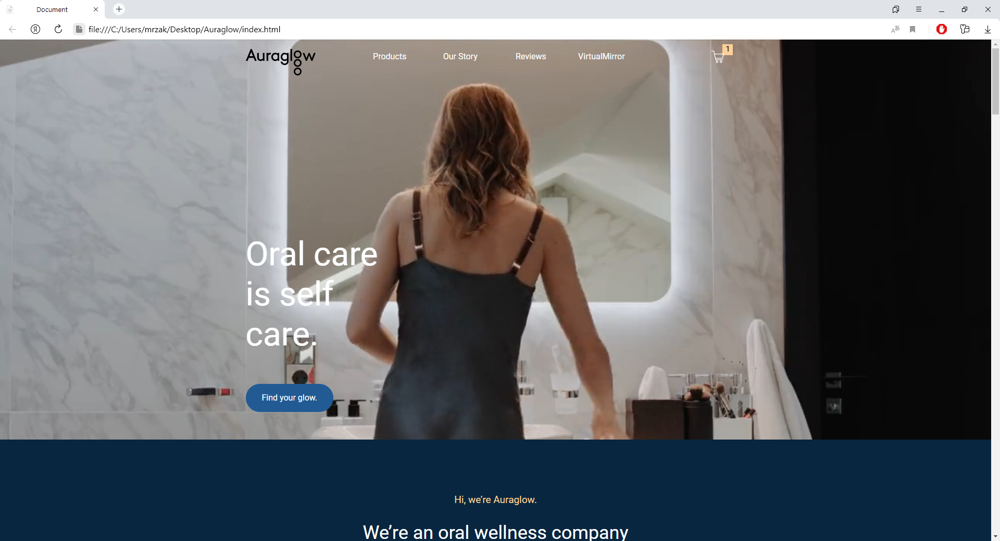 Document
file:///C:/Users/mrzak/Desktop/Auraglow/index.html
Auraglow
Products
Our Story
Reviews
VirtualMirror
1
Oral care
is self
care.
Find your glow.
Hi, we’re Auraglow.
We’re an oral wellness company